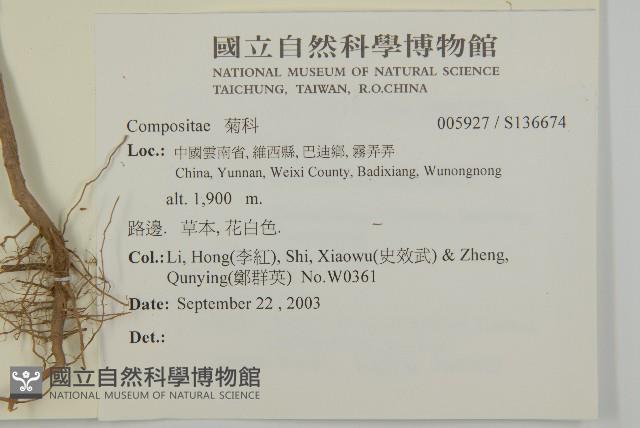 國立自然科學博物館
NATIONAL MUSEUM OF NATURAL SCIENCE
TAICHUNG, TAIWAN, R.O.CHINA
Compositae 菊科 005927 / S136674
Loc.: 中國雲南省, 維西縣, 巴迪鄉, 霧弄弄
China, Yunnan, Weixi County, Badixiang, Wunongnong
alt. 1,900 m.
路邊. 草本, 花白色.
Col.: Li, Hong(李紅), Shi, Xiaowu(史效武) & Zheng,
Qunying(鄭群英) No.W0361
Date: September 22 , 2003
Det.:
國立自然科學博物館
NATIONAL MUSEUM OF NATURAL SCIENCE